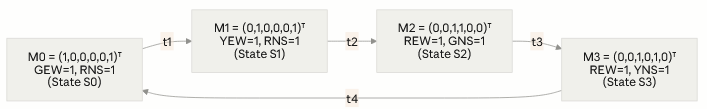 M0 = (1,0,0,0,0,1)ᵀ
GEW=1, RNS=1
(State S0)
t1
M1 = (0,1,0,0,0,1)ᵀ
YEW=1, RNS=1
(State S1)
t2
M2 = (0,0,1,1,0,0)ᵀ
REW=1, GNS=1
(State S2)
t3
M3 = (0,0,1,0,1,0)ᵀ
REW=1, YNS=1
(State S3)
t4